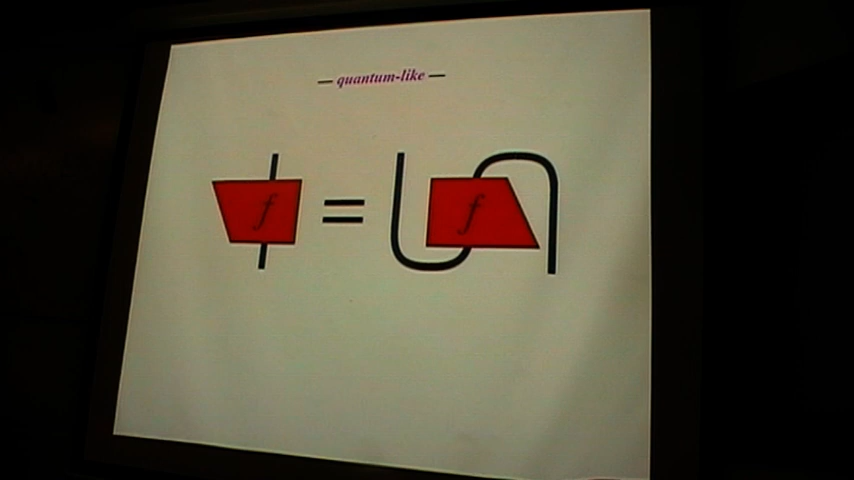 — quantum-like —
f = f